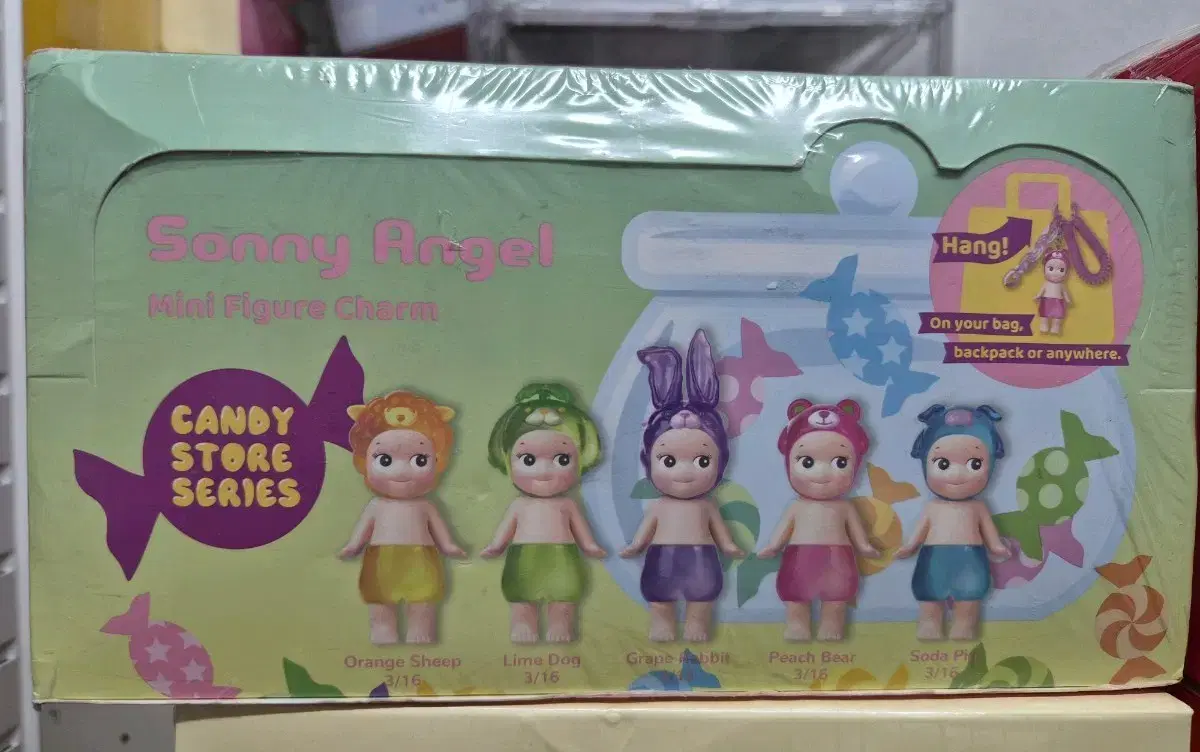 Sonny Angel
Mini Figure Charm
CANDY
STORE
SERIES
Hang!
On your bag,
backpack or anywhere.
Orange Sheep
3/16
Lime Dog
3/16
Grape Rabbit
Peach Bear
3/16
Soda Pig
3/16